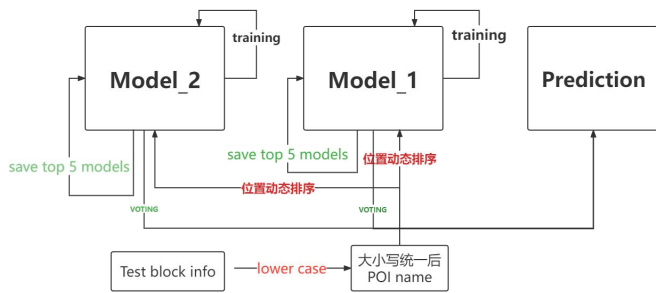 training
training
Model_2
Model_1
Prediction
save top 5 models
save top 5 models
位置动态排序
位置动态排序
VOTING
VOTING
Test block info
lower case
大小写统一后
POI name